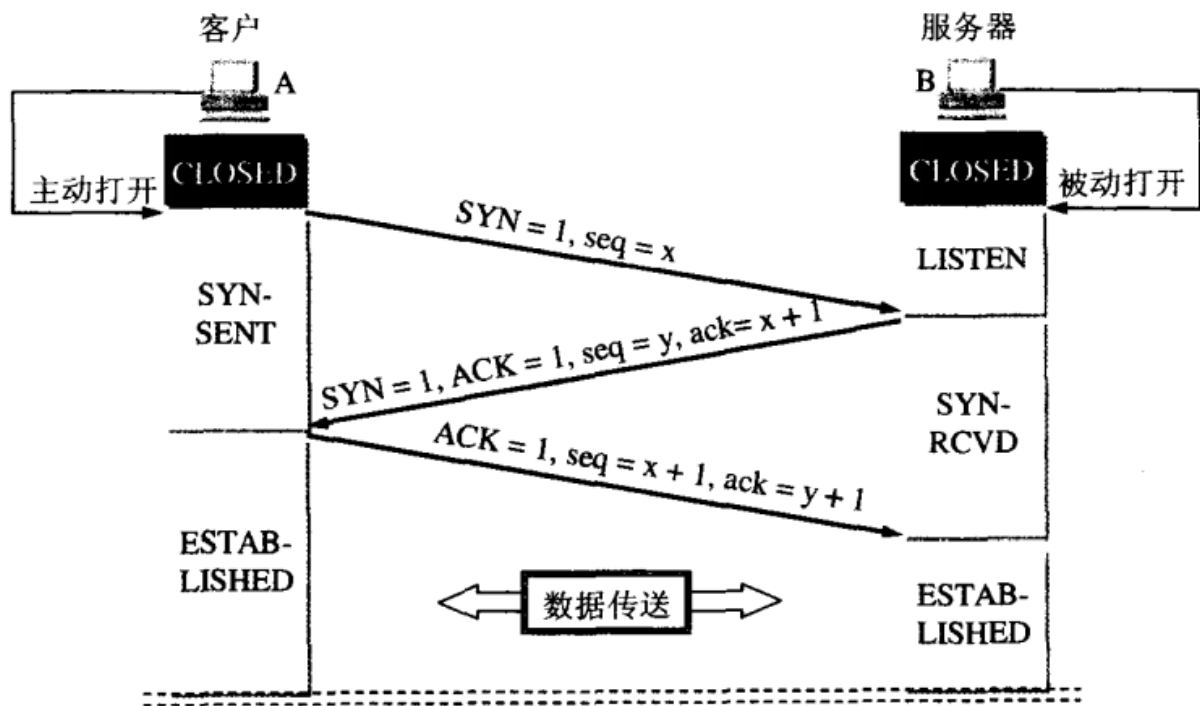 客户
服务器
A
B
CLOSED
CLOSED
主动打开
被动打开
SYN = 1, seq = x
LISTEN
SYN-
SENT
SYN = 1, ACK = 1, seq = y, ack= x + 1
SYN-
RCVD
ACK = 1, seq = x + 1, ack = y + 1
ESTAB-
LISHED
数据传送
ESTAB-
LISHED